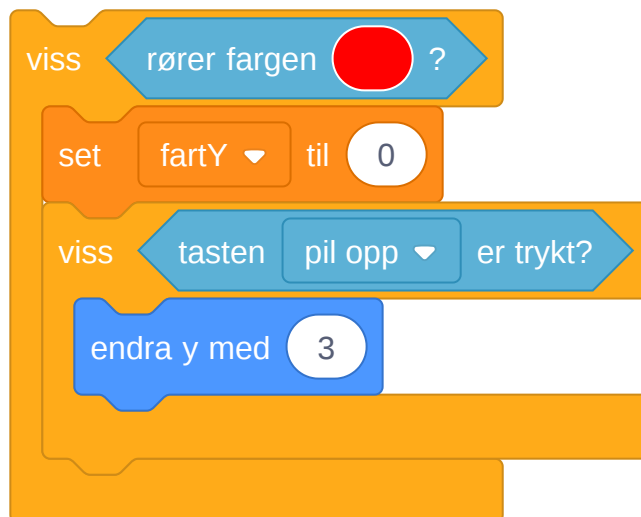 viss rører fargen ?
set fartY til 0
viss tasten pil opp er trykt?
endra y med 3